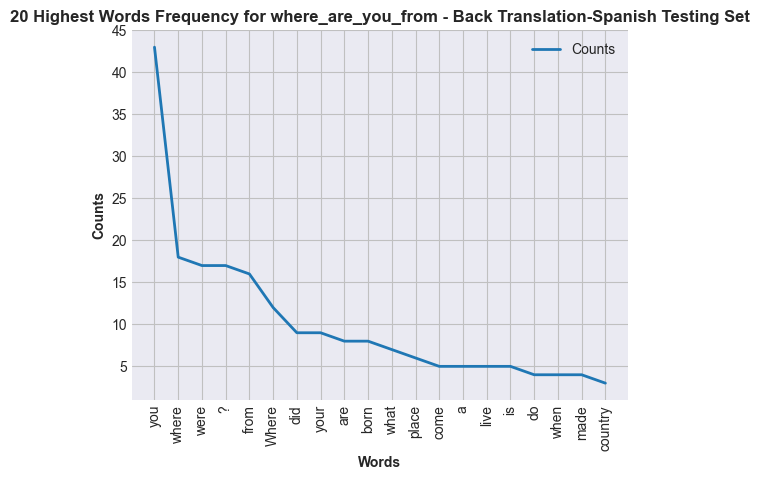 20 Highest Words Frequency for where_are_you_from - Back Translation-Spanish Testing Set
Counts
45
40
35
30
25
20
15
10
5
Counts
you
where
were
?
from
Where
did
your
are
born
what
place
come
a
live
is
do
when
made
country
Words